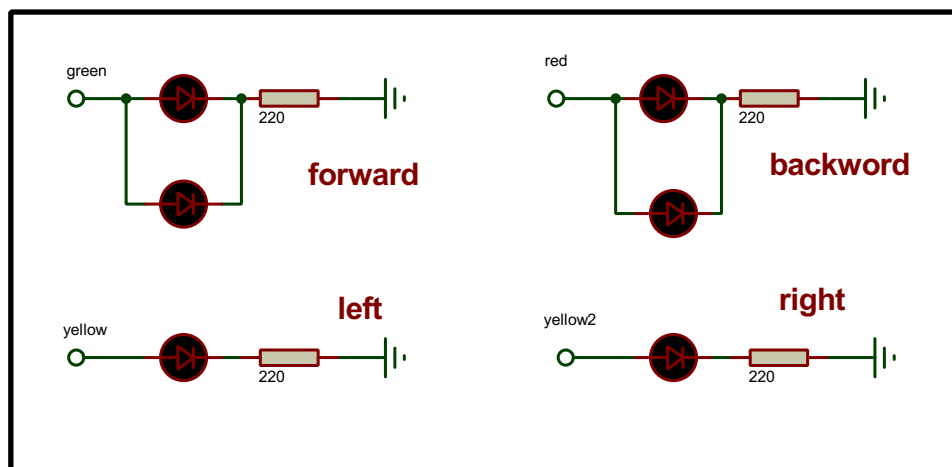 green
220
forward
red
220
backword
yellow
220
left
yellow2
220
right